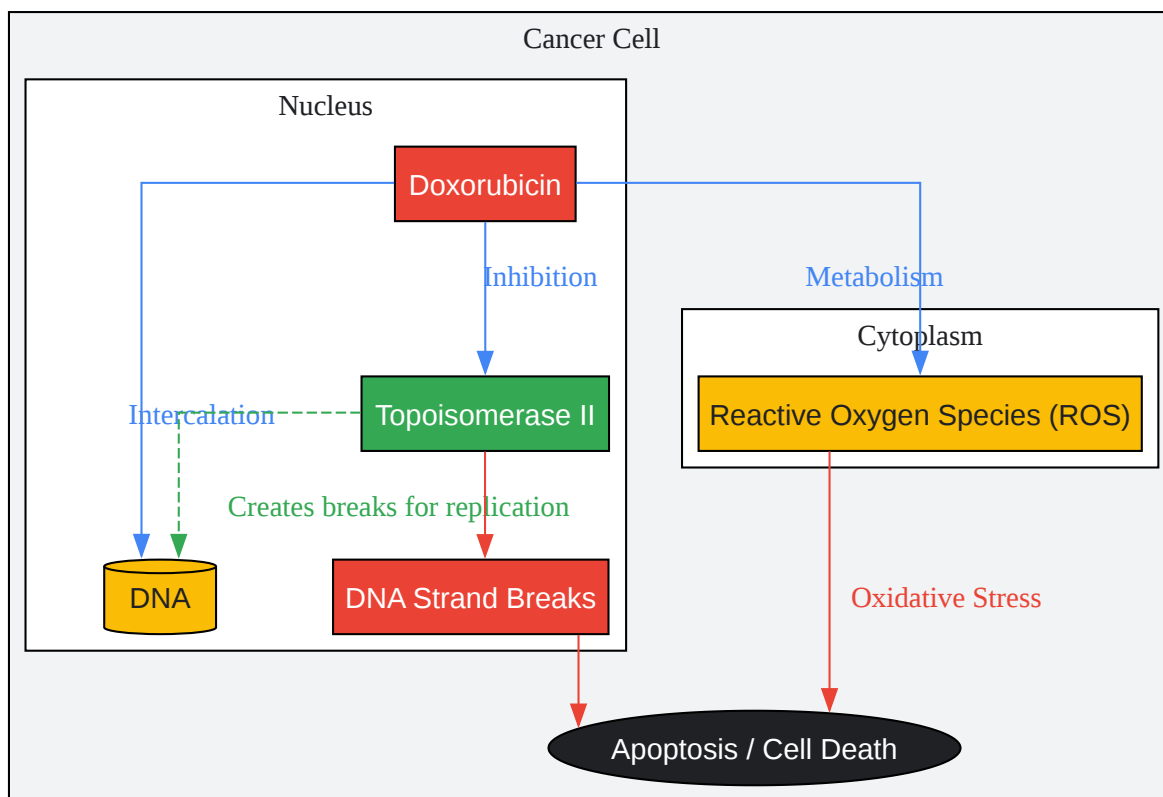 Cancer Cell
Nucleus
Doxorubicin
Inhibition
Metabolism
Cytoplasm
Intercalation
Topoisomerase II
Reactive Oxygen Species (ROS)
Creates breaks for replication
DNA
DNA Strand Breaks
Oxidative Stress
Apoptosis / Cell Death